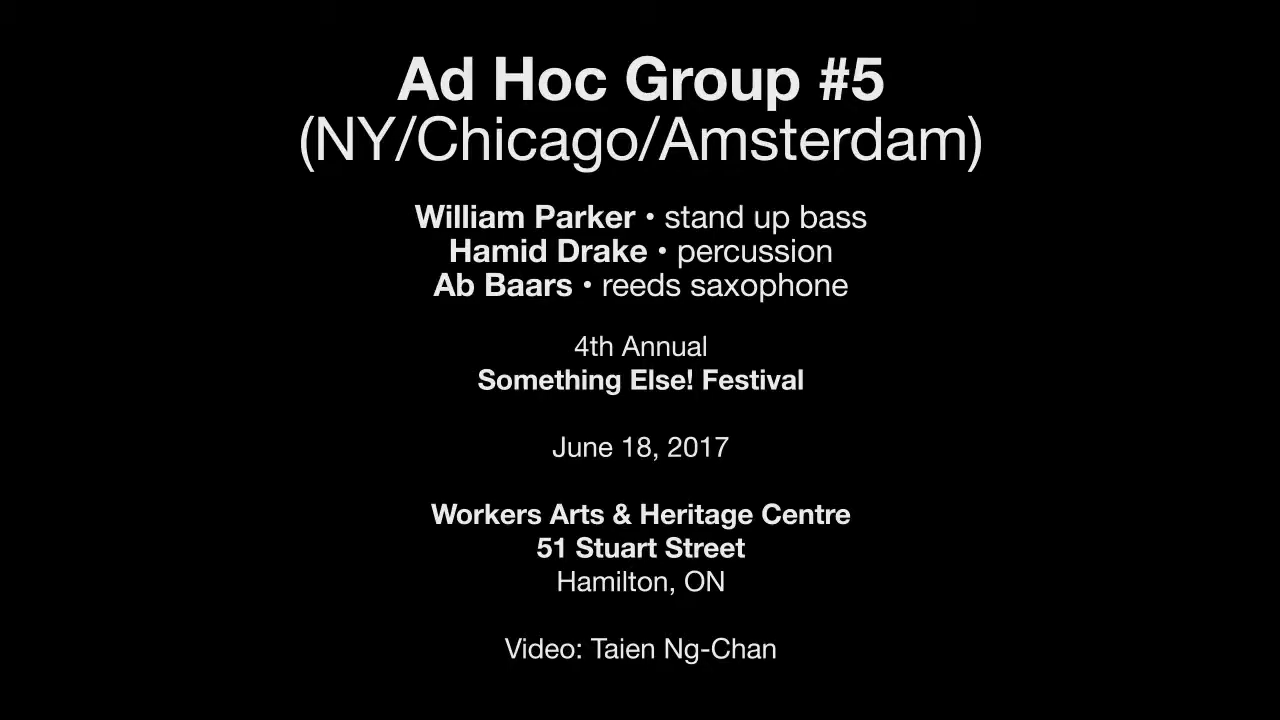 Ad Hoc Group #5
(NY/Chicago/Amsterdam)
William Parker • stand up bass
Hamid Drake • percussion
Ab Baars • reeds saxophone
4th Annual
Something Else! Festival
June 18, 2017
Workers Arts & Heritage Centre
51 Stuart Street
Hamilton, ON
Video: Taien Ng-Chan